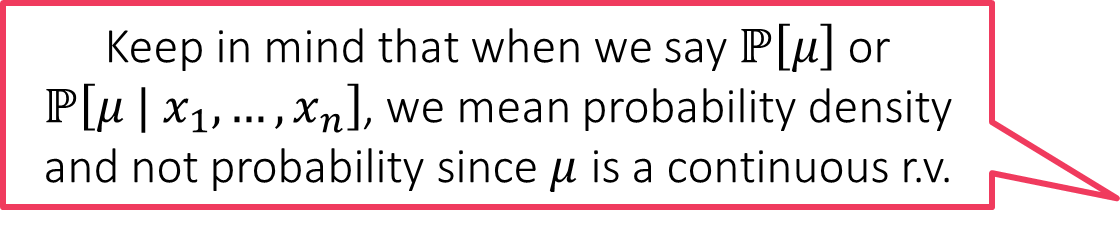 Keep in mind that when we say ℙ[𝜇] or
ℙ[𝜇 | 𝑥₁, … , 𝑥ₙ], we mean probability density
and not probability since 𝜇 is a continuous r.v.